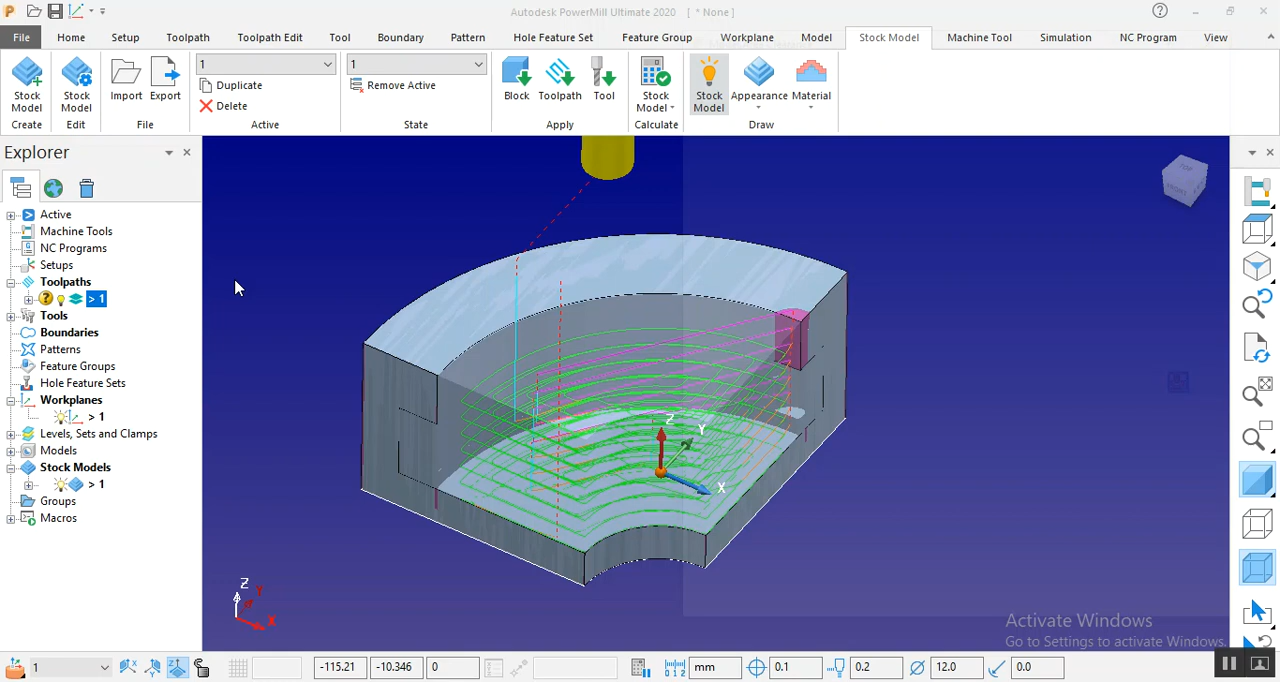 Autodesk PowerMill Ultimate 2020 [ * None ]
File Home Setup Toolpath Toolpath Edit Tool Boundary Pattern Hole Feature Set Feature Group Workplane Model Stock Model Machine Tool Simulation NC Program View
1 1
Stock Model Stock Model Import Export Duplicate Remove Active Block Toolpath Tool Stock Model Stock Model Appearance Material
Delete
Create Edit File Active State Apply Calculate Draw
Explorer
Active
Machine Tools
NC Programs
Setups
Toolpaths
> 1
Tools
Boundaries
Patterns
Feature Groups
Hole Feature Sets
Workplanes
> 1
Levels, Sets and Clamps
Models
Stock Models
> 1
Groups
Macros
TOP
Z
Y
X
Z
Y
X
Activate Windows
Go to Settings to activate Windows.
1 -115.21 -10.346 0 mm 0.1 0.2 12.0 0.0